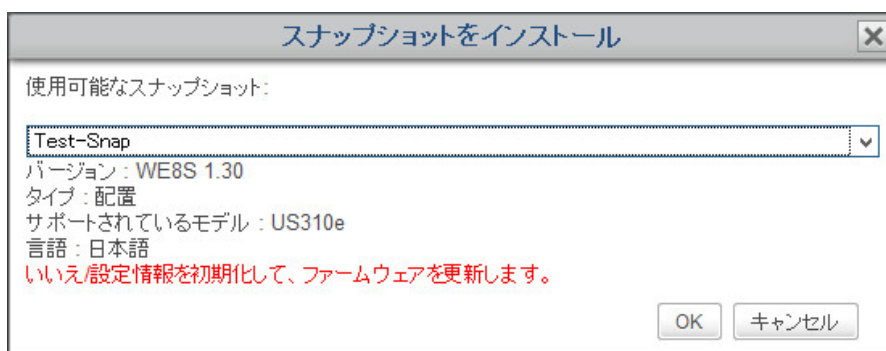 スナップショットをインストール
使用可能なスナップショット:
Test-Snap
バージョン : WE8S 1.30
タイプ : 配置
サポートされているモデル : US310e
言語 : 日本語
いいえ/設定情報を初期化して、ファームウェアを更新します。
OK キャンセル